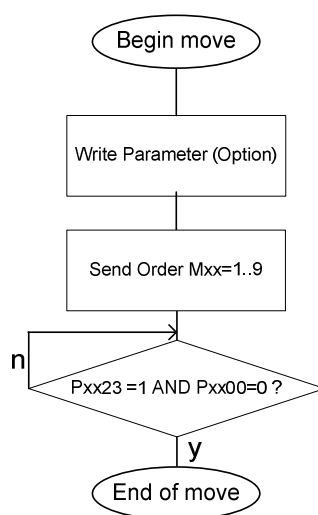 Begin move
Write Parameter (Option)
Send Order Mxx=1..9
n
Pxx23 =1 AND Pxx00=0 ?
y
End of move